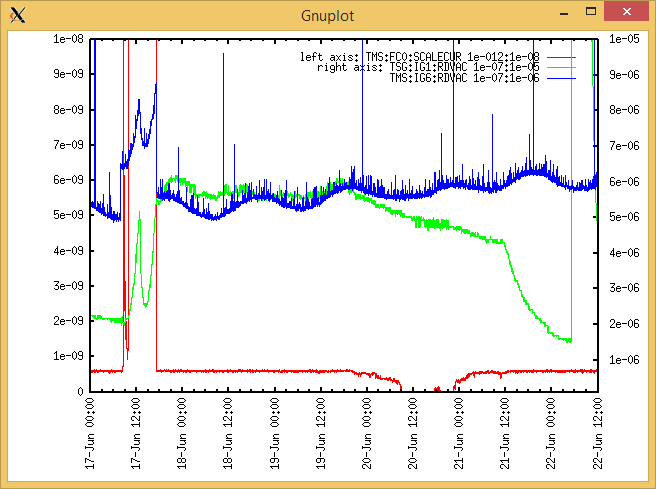 Gnuplot
1e-08
9e-09
8e-09
7e-09
6e-09
5e-09
4e-09
3e-09
2e-09
1e-09
0
left axis: TMS:FC0:SCALECUR 1e-012:1e-08
right axis: TSG:IG1:RDVAC 1e-07:1e-05
TMS:IG6:RDVAC 1e-07:1e-06
1e-05
9e-06
8e-06
7e-06
6e-06
5e-06
4e-06
3e-06
2e-06
1e-06
17-Jun 00:00
17-Jun 12:00
18-Jun 00:00
18-Jun 12:00
19-Jun 00:00
19-Jun 12:00
20-Jun 00:00
20-Jun 12:00
21-Jun 00:00
21-Jun 12:00
22-Jun 00:00
22-Jun 12:00